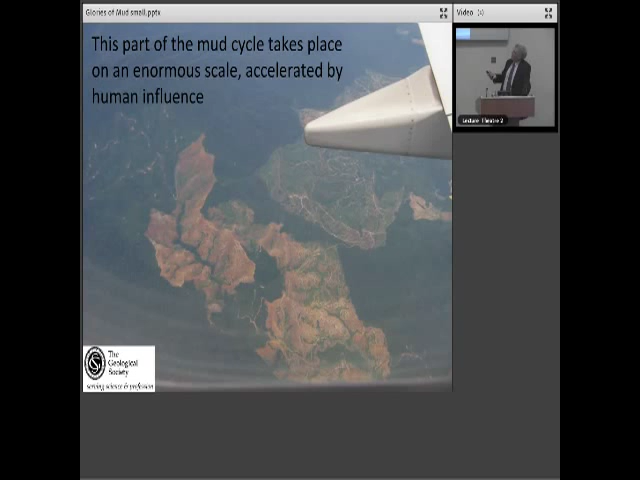 Glories of Mud small.pptx
Video
This part of the mud cycle takes place
on an enormous scale, accelerated by
human influence
Lecture Theatre 2
The
Geological
Society
serving science & profession